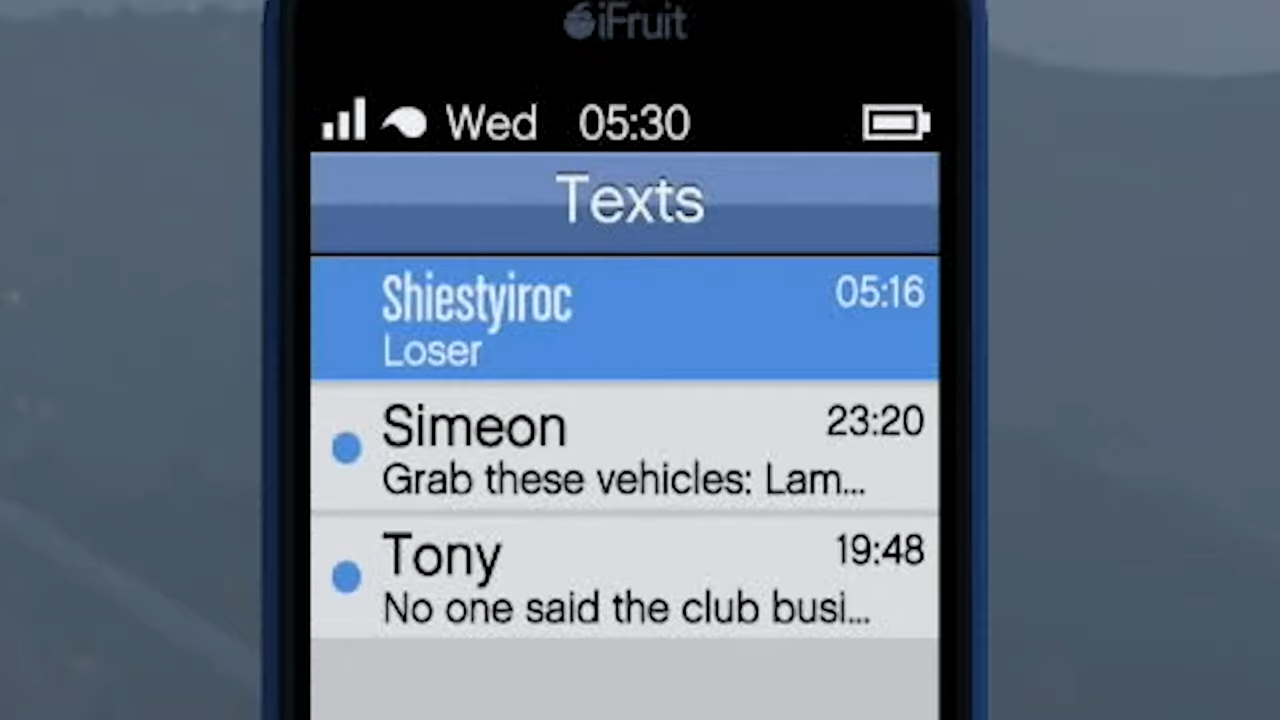 iFruit
Wed 05:30
Texts
Shiestyiroc 05:16
Loser
Simeon 23:20
Grab these vehicles: Lam...
Tony 19:48
No one said the club busi...